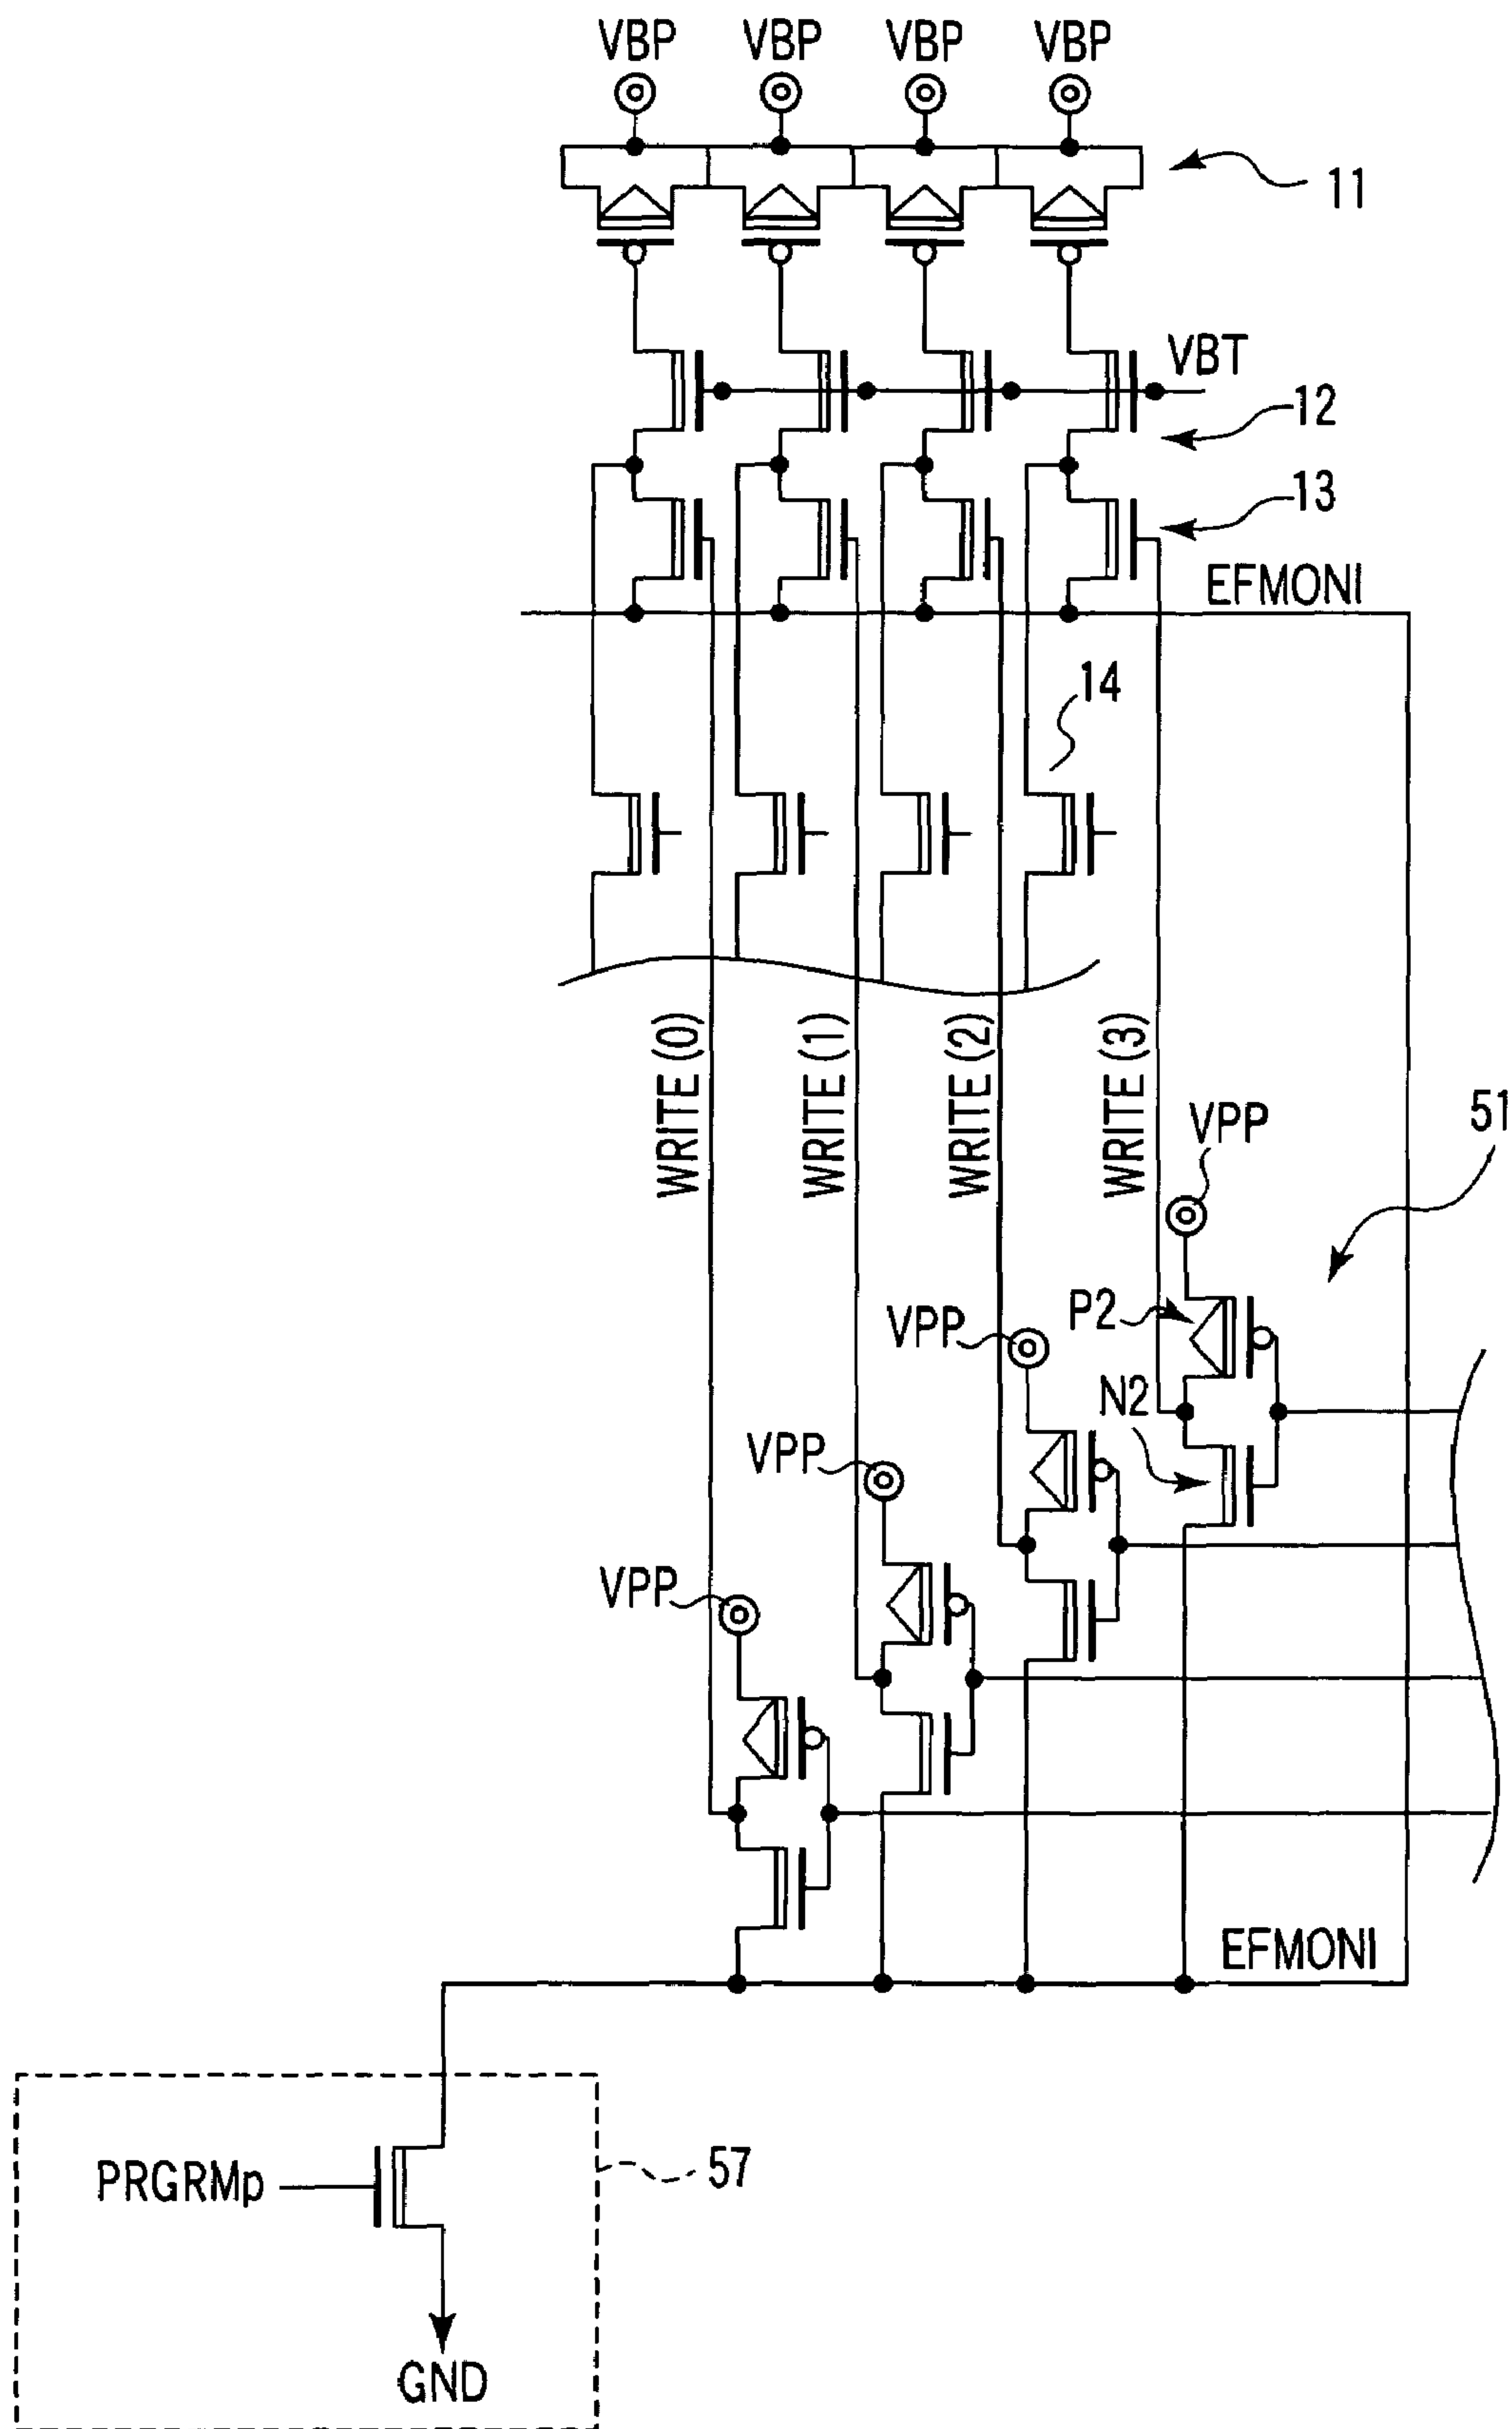 VBP VBP VBP VBP
11
VBT
12
13
EFMONI
14
WRITE (0)
WRITE (1)
WRITE (2)
WRITE (3)
VPP
51
P2
VPP
N2
VPP
VPP
EFMONI
PRGRMp
57
GND